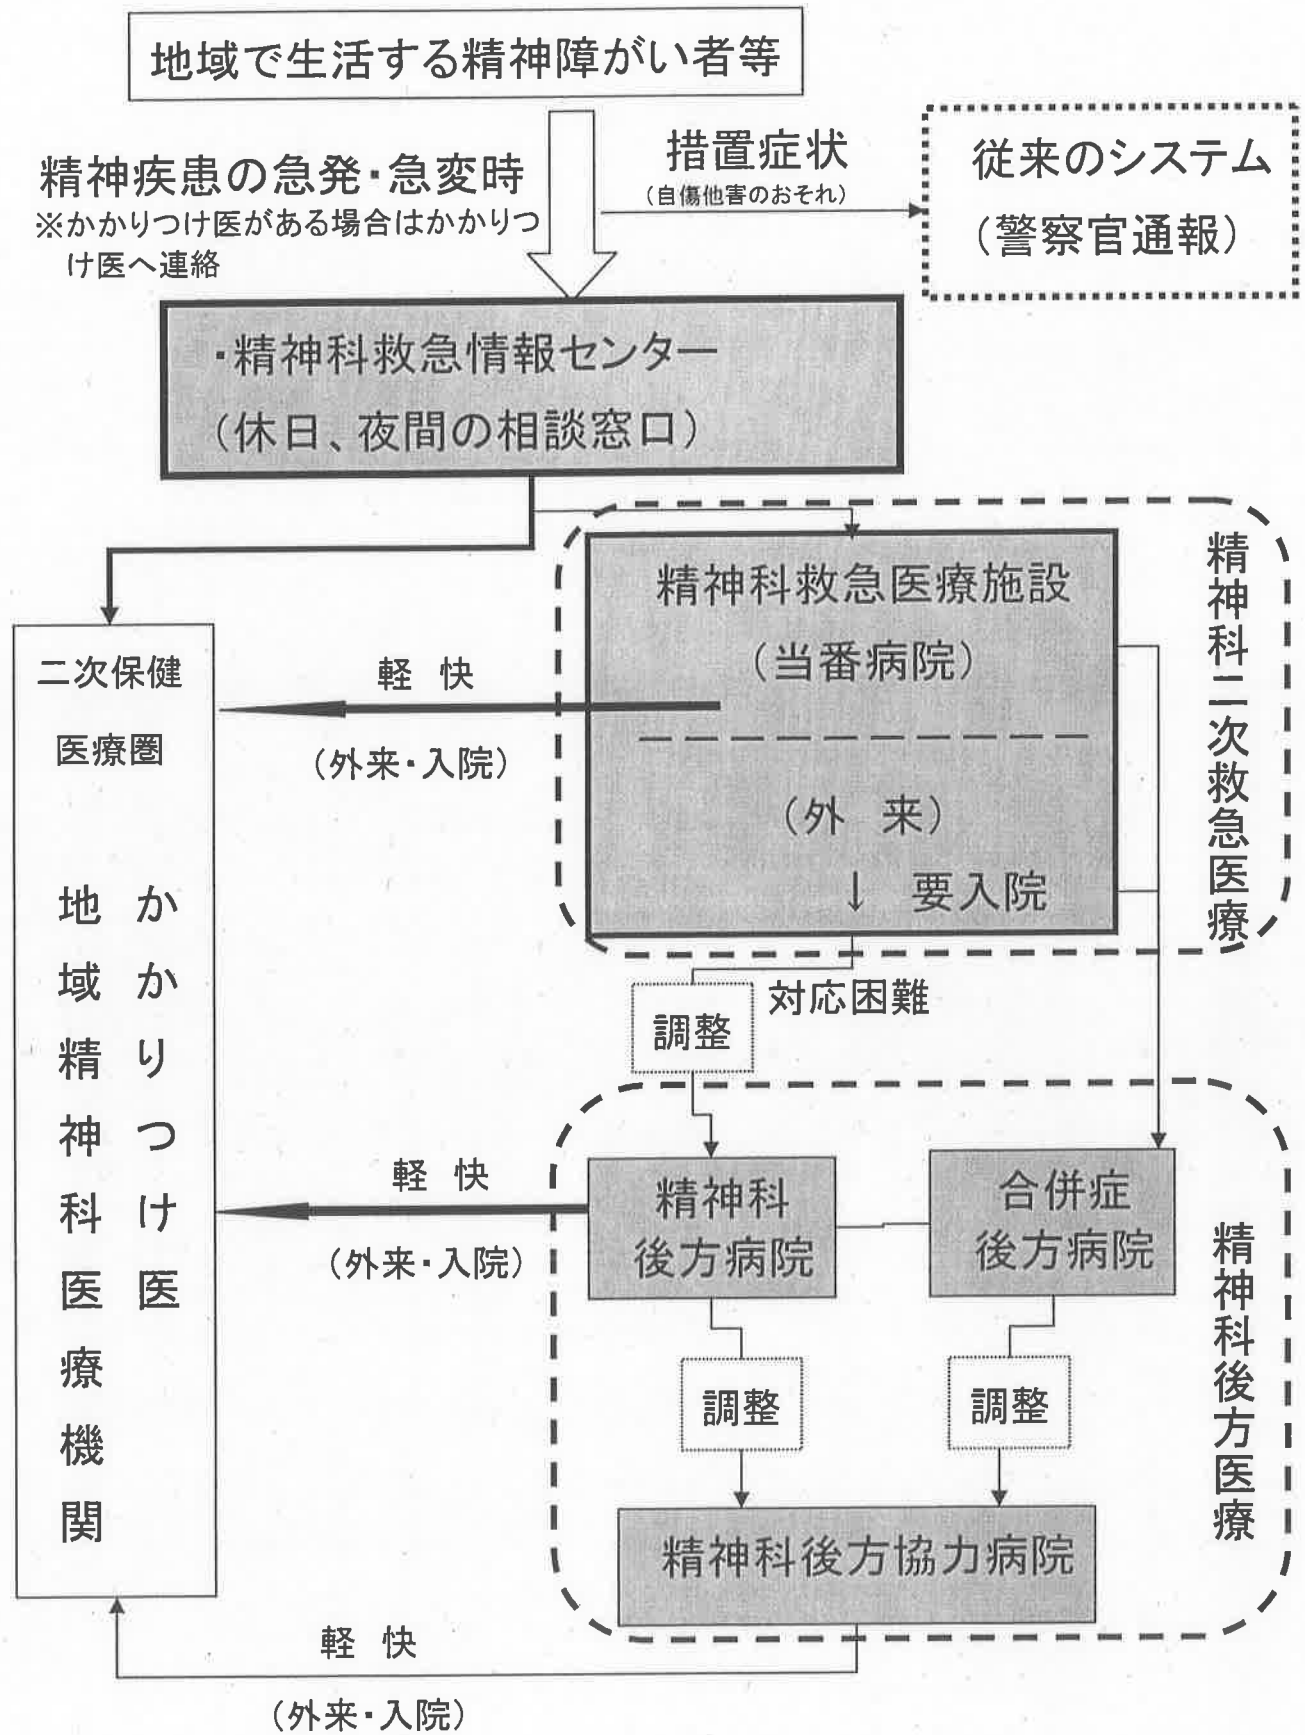 地域で生活する精神障がい者等
精神疾患の急発・急変時
※かかりつけ医がある場合はかかりつ
け医へ連絡
措置症状
（自傷他害のおそれ）
従来のシステム
（警察官通報）
・精神科救急情報センター
（休日、夜間の相談窓口）
精神科救急医療施設
（当番病院）
（外　来）
↓　要入院
精神科二次救急医療
二次保健
医療圏
かかりつけ医
地域精神科医療機関
軽　快
（外来・入院）
対応困難
調整
精神科
後方病院
合併症
後方病院
精神科後方医療
軽　快
（外来・入院）
調整
調整
精神科後方協力病院
軽　快
（外来・入院）